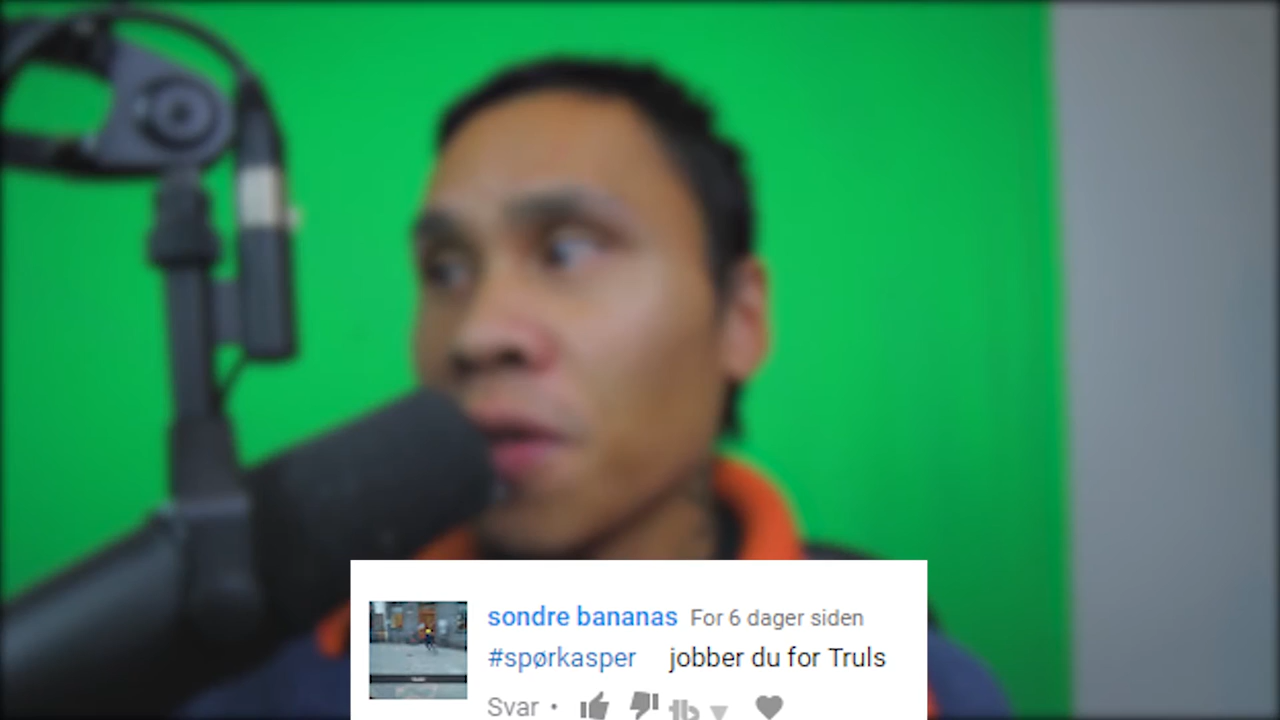 sondre bananas For 6 dager siden
#spørkasper jobber du for Truls
Svar •